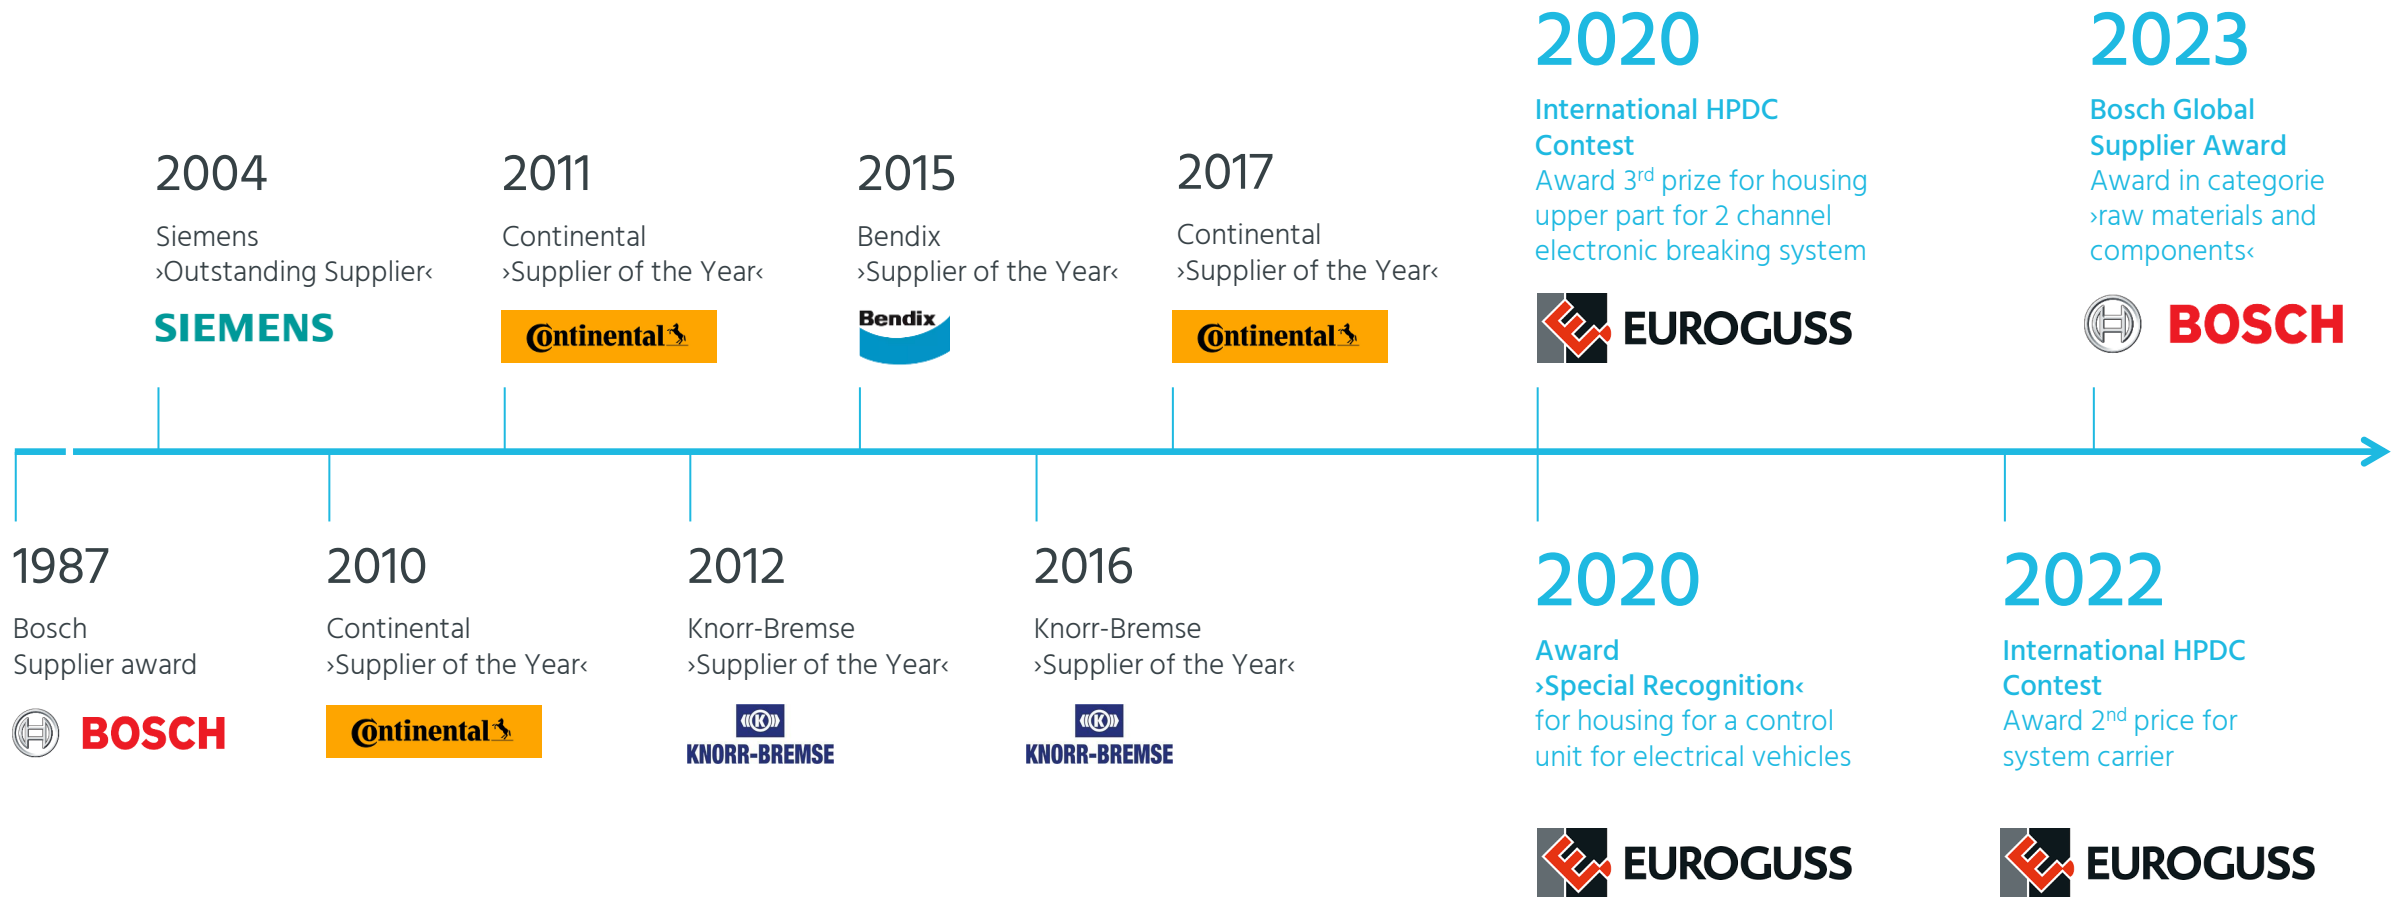 2004
Siemens
›Outstanding Supplier‹
SIEMENS
2011
Continental
›Supplier of the Year‹
Continental
2015
Bendix
›Supplier of the Year‹
Bendix
2017
Continental
›Supplier of the Year‹
Continental
2020
International HPDC
Contest
Award 3rd prize for housing
upper part for 2 channel
electronic breaking system
EUROGUSS
2023
Bosch Global
Supplier Award
Award in categorie
›raw materials and
components‹
BOSCH
1987
Bosch
Supplier award
BOSCH
2010
Continental
›Supplier of the Year‹
Continental
2012
Knorr-Bremse
›Supplier of the Year‹
K
KNORR-BREMSE
2016
Knorr-Bremse
›Supplier of the Year‹
K
KNORR-BREMSE
2020
Award
›Special Recognition‹
for housing for a control
unit for electrical vehicles
EUROGUSS
2022
International HPDC
Contest
Award 2nd price for
system carrier
EUROGUSS